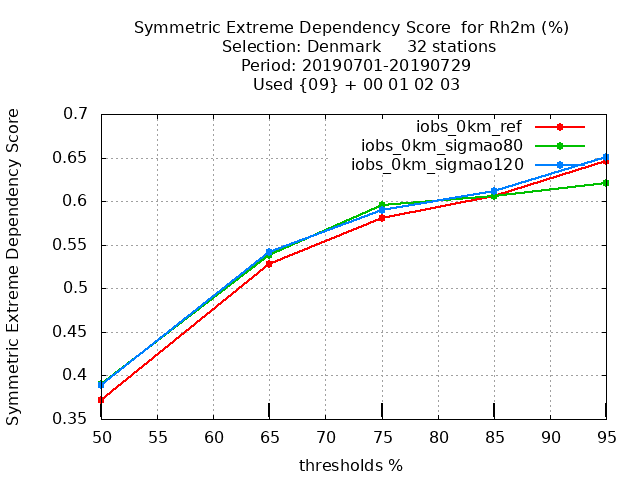 Symmetric Extreme Dependency Score for Rh2m (%)
Selection: Denmark 32 stations
Period: 20190701-20190729
Used {09} + 00 01 02 03
Symmetric Extreme Dependency Score
0.7
0.65
0.6
0.55
0.5
0.45
0.4
0.35
iobs_0km_ref
iobs_0km_sigmao80
iobs_0km_sigmao120
50 55 60 65 70 75 80 85 90 95
thresholds %